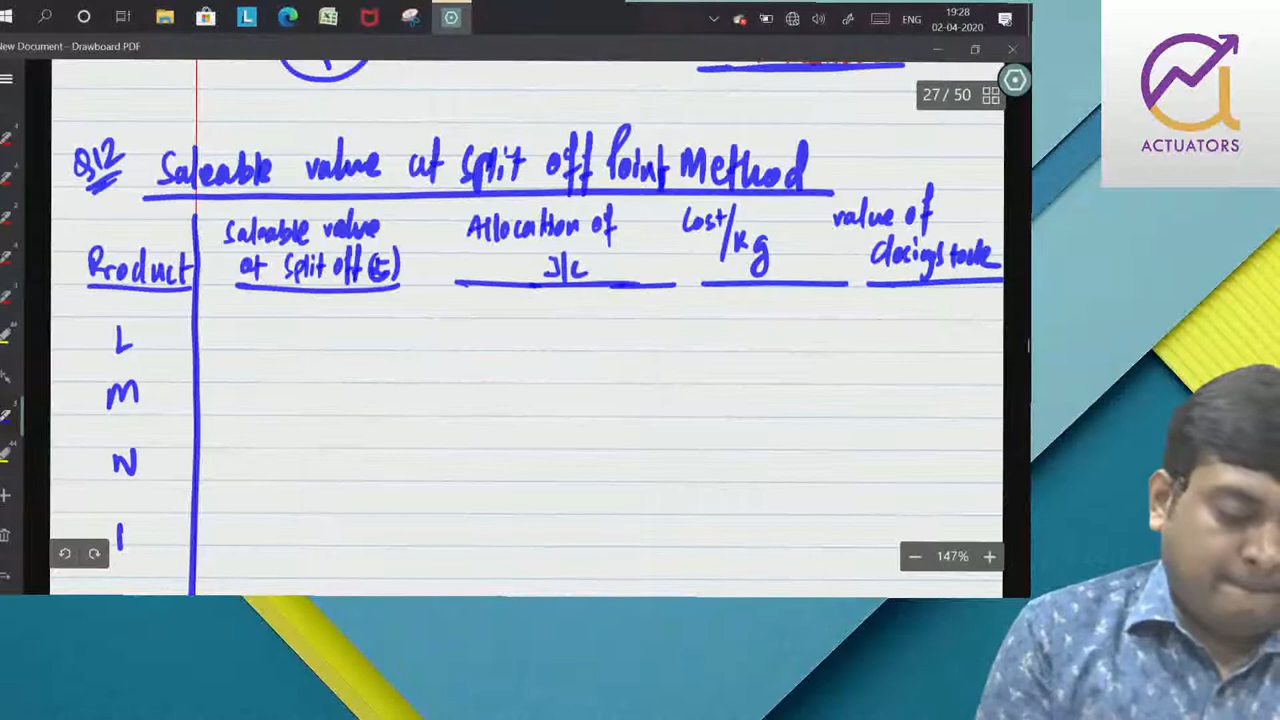 19:28
ENG
02-04-2020
New Document - Drawboard PDF
27 / 50
ACTUATORS
Q12 Saleable value at Split off Point Method
Product
Saleable value
at Split off (₹)
Allocation of
J/C
Cost/
Kg
value of
closing stock
L
M
N
147%